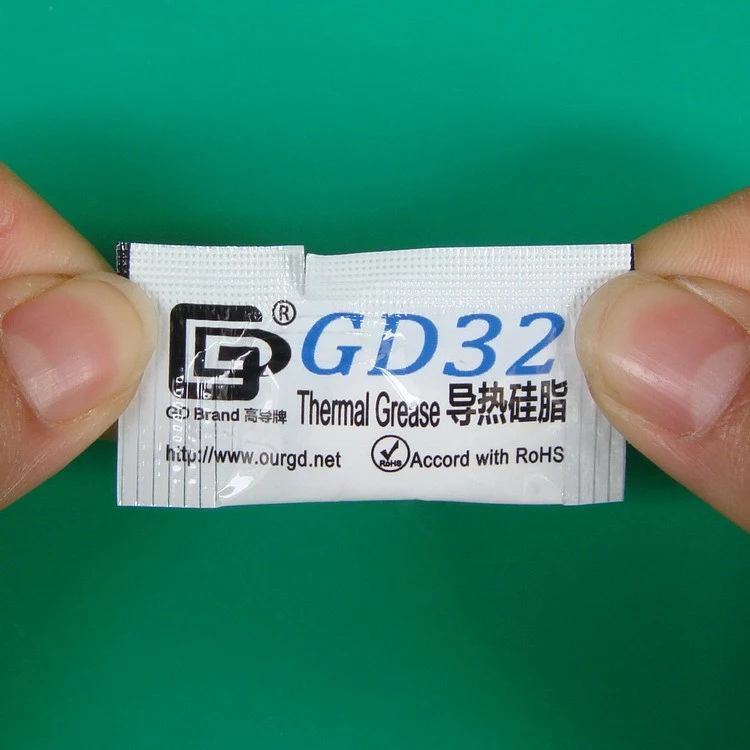 GD ® GD32
GD Brand 高导牌 Thermal Grease 导热硅脂
http://www.ourgd.net RoHS Accord with RoHS